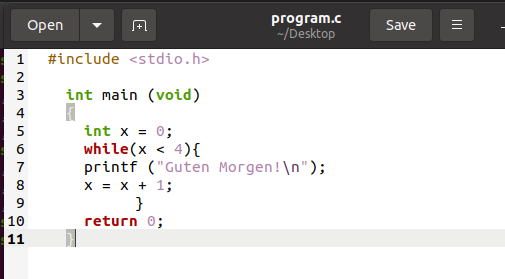 Open program.c Save
~/Desktop
1 #include <stdio.h>
2
3 int main (void)
4 {
5 int x = 0;
6 while(x < 4){
7 printf ("Guten Morgen!\n");
8 x = x + 1;
9 }
10 return 0;
11 }